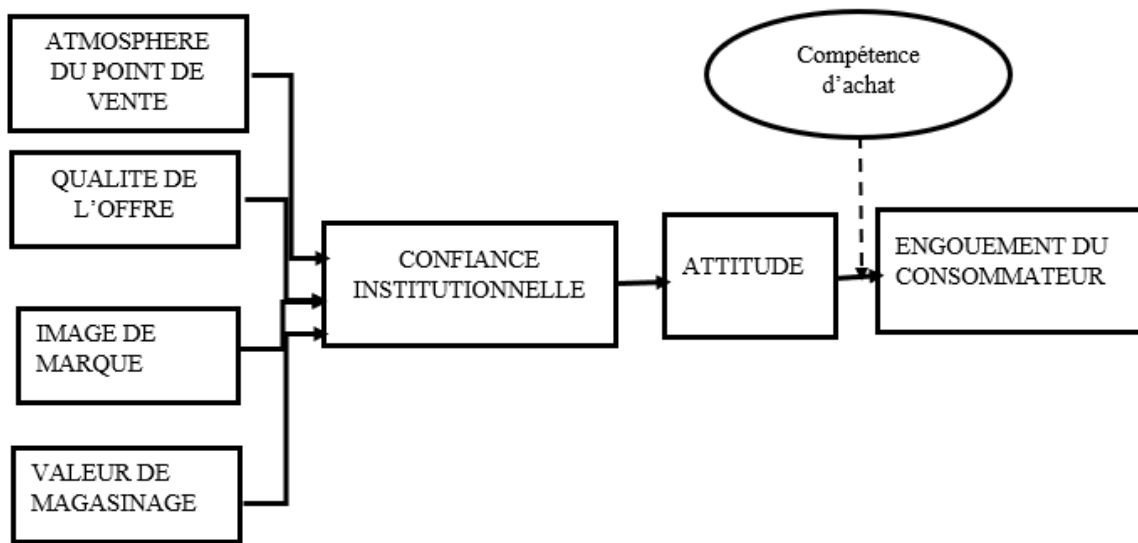 ATMOSPHERE
DU POINT DE
VENTE
QUALITE DE
L'OFFRE
IMAGE DE
MARQUE
VALEUR DE
MAGASINAGE
CONFIANCE
INSTITUTIONNELLE
ATTITUDE
Compétence
d'achat
ENGOUEMENT DU
CONSOMMATEUR